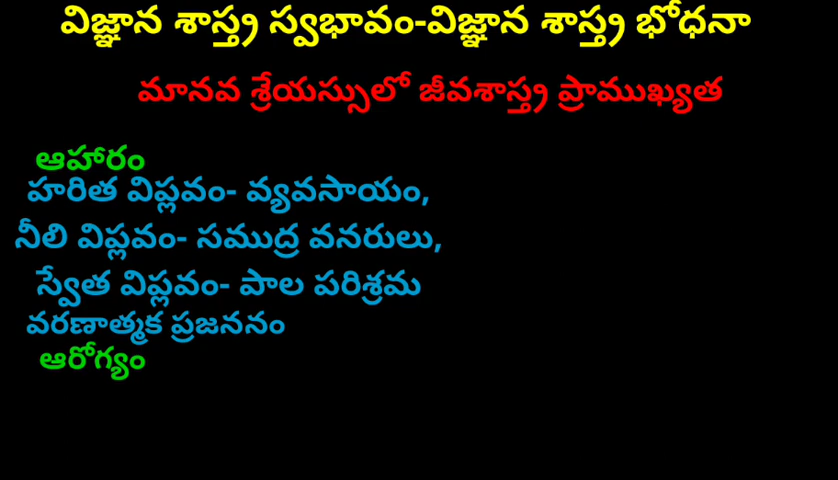 విజ్ఞాన శాస్త్ర స్వభావం-విజ్ఞాన శాస్త్ర భోధనా
మానవ శ్రేయస్సులో జీవశాస్త్ర ప్రాముఖ్యత
ఆహారం
హరిత విప్లవం- వ్యవసాయం,
నీలి విప్లవం- సముద్ర వనరులు,
స్వేత విప్లవం- పాల పరిశ్రమ
వరణాత్మక ప్రజననం
ఆరోగ్యం